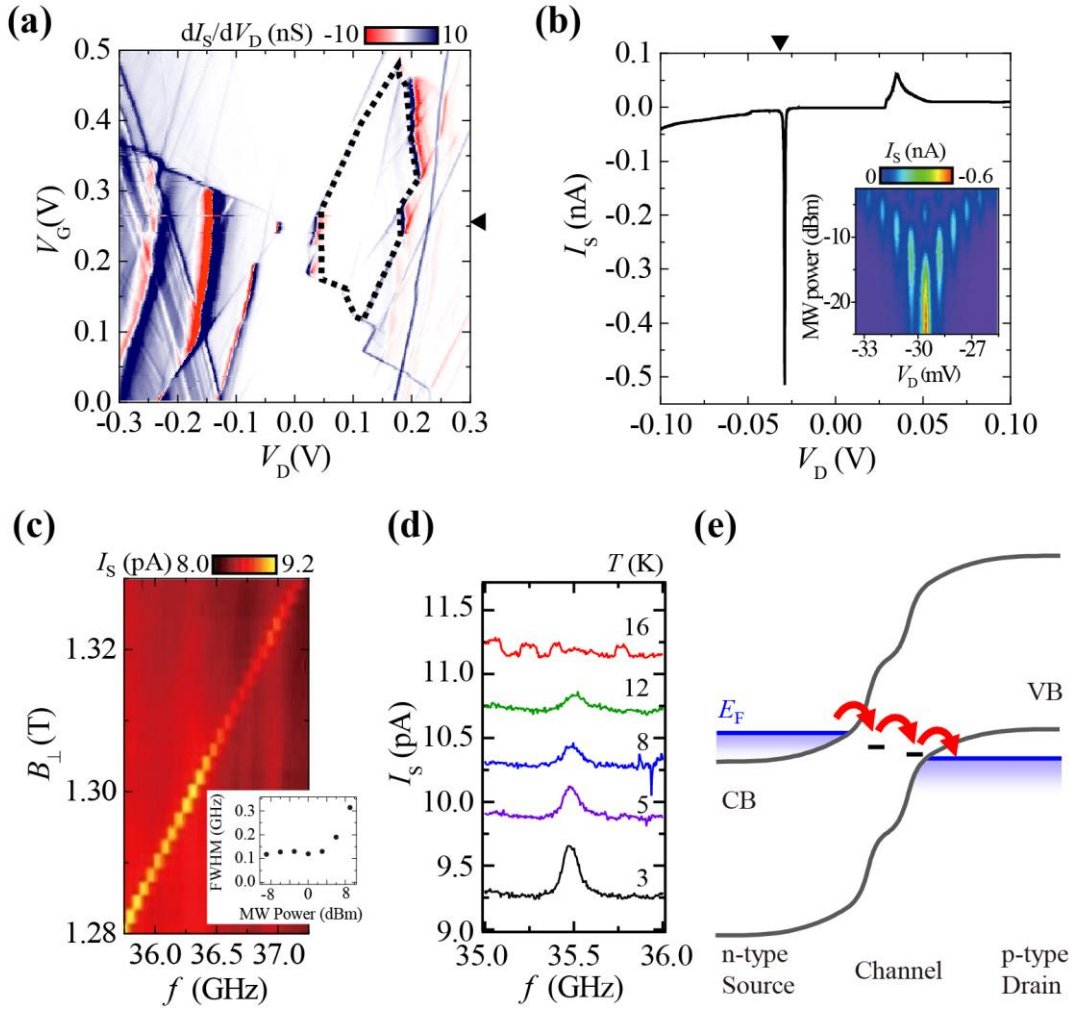 (a)
dI_S/dV_D (nS) -10 10
0.5
0.4
0.3
0.2
0.1
0.0
V_G(V)
-0.3 -0.2 -0.1 0.0 0.1 0.2 0.3
V_D(V)
(b)
0.1
0.0
-0.1
-0.2
-0.3
-0.4
-0.5
I_S (nA)
-0.10 -0.05 0.00 0.05 0.10
V_D (V)
I_S (nA)
0 -0.6
MW power (dBm)
-10
-20
-33 -30 -27
V_D (mV)
(c)
I_S (pA) 8.0 9.2
1.32
1.30
1.28
B_⊥ (T)
36.0 36.5 37.0
f (GHz)
FWHM (GHz)
0.3
0.2
0.1
0.0
-8 0 8
MW Power (dBm)
(d)
T (K)
11.5
11.0
10.5
10.0
9.5
9.0
I_S (pA)
16
12
8
5
3
35.0 35.5 36.0
f (GHz)
(e)
E_F
VB
CB
n-type
Source
Channel
p-type
Drain